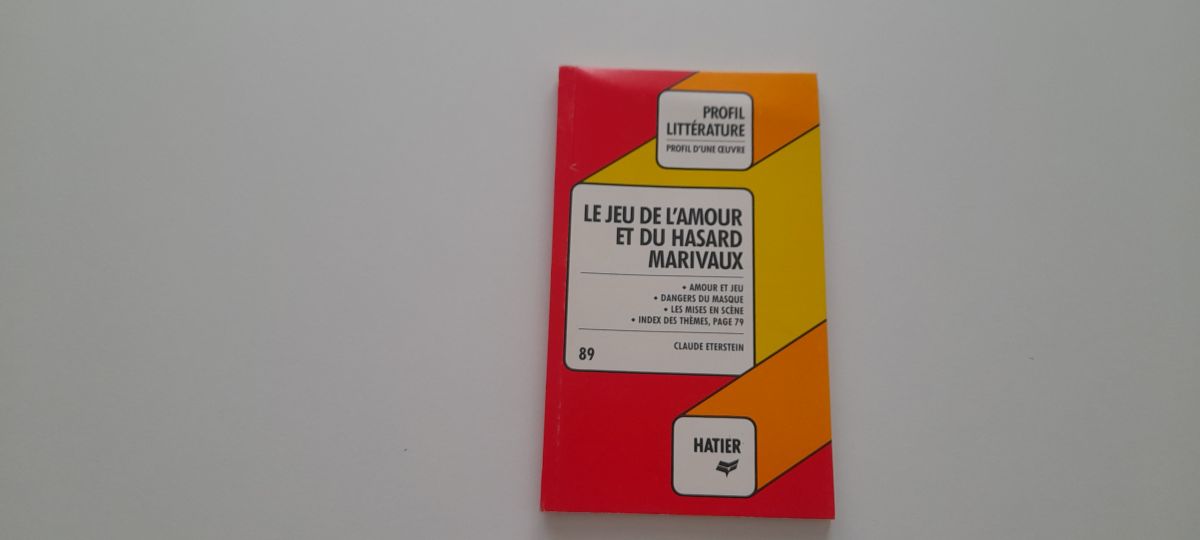 PROFIL
LITTÉRATURE
PROFIL D'UNE ŒUVRE
LE JEU DE L'AMOUR
ET DU HASARD
MARIVAUX
• AMOUR ET JEU
• DANGERS DU MASQUE
• LES MISES EN SCÈNE
• INDEX DES THÈMES, PAGE 79
CLAUDE ETERSTEIN
89
HATIER